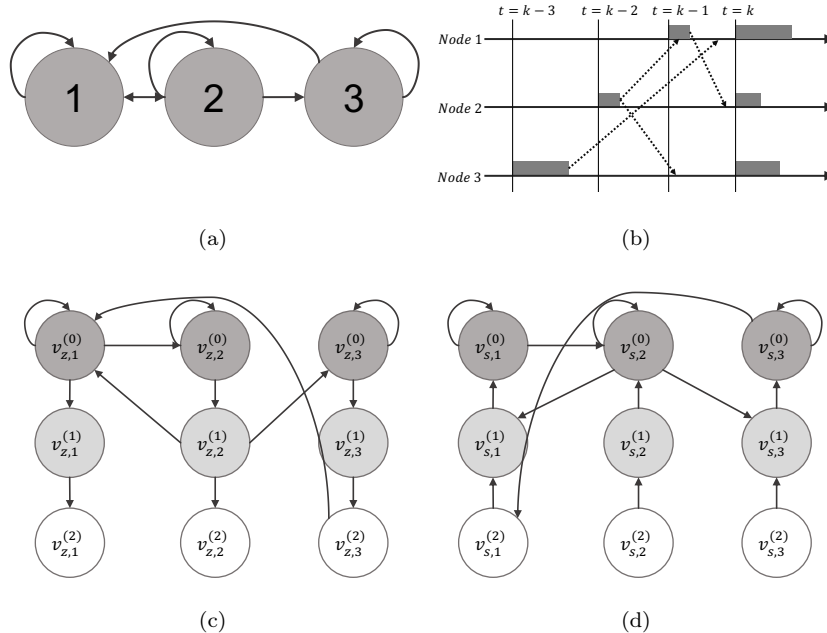 1 2 3
(a)
t = k − 3 t = k − 2 t = k − 1 t = k
Node 1
Node 2
Node 3
(b)
v_{z,1}^{(0)} v_{z,2}^{(0)} v_{z,3}^{(0)}
v_{z,1}^{(1)} v_{z,2}^{(1)} v_{z,3}^{(1)}
v_{z,1}^{(2)} v_{z,2}^{(2)} v_{z,3}^{(2)}
(c)
v_{s,1}^{(0)} v_{s,2}^{(0)} v_{s,3}^{(0)}
v_{s,1}^{(1)} v_{s,2}^{(1)} v_{s,3}^{(1)}
v_{s,1}^{(2)} v_{s,2}^{(2)} v_{s,3}^{(2)}
(d)